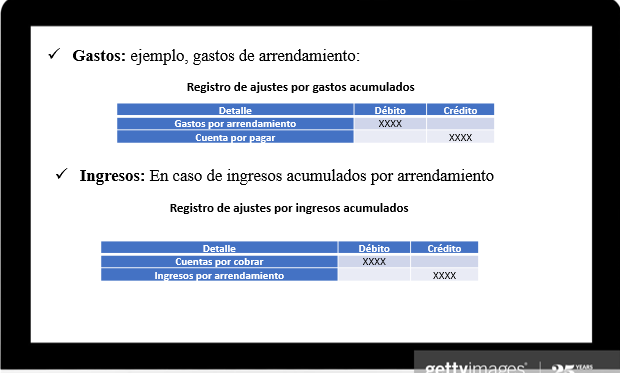 ✓ Gastos: ejemplo, gastos de arrendamiento:
Registro de ajustes por gastos acumulados
Detalle Débito Crédito
Gastos por arrendamiento XXXX
Cuenta por pagar XXXX
✓ Ingresos: En caso de ingresos acumulados por arrendamiento
Registro de ajustes por ingresos acumulados
Detalle Débito Crédito
Cuentas por cobrar XXXX
Ingresos por arrendamiento XXXX
gettyimages | 25 YEARS